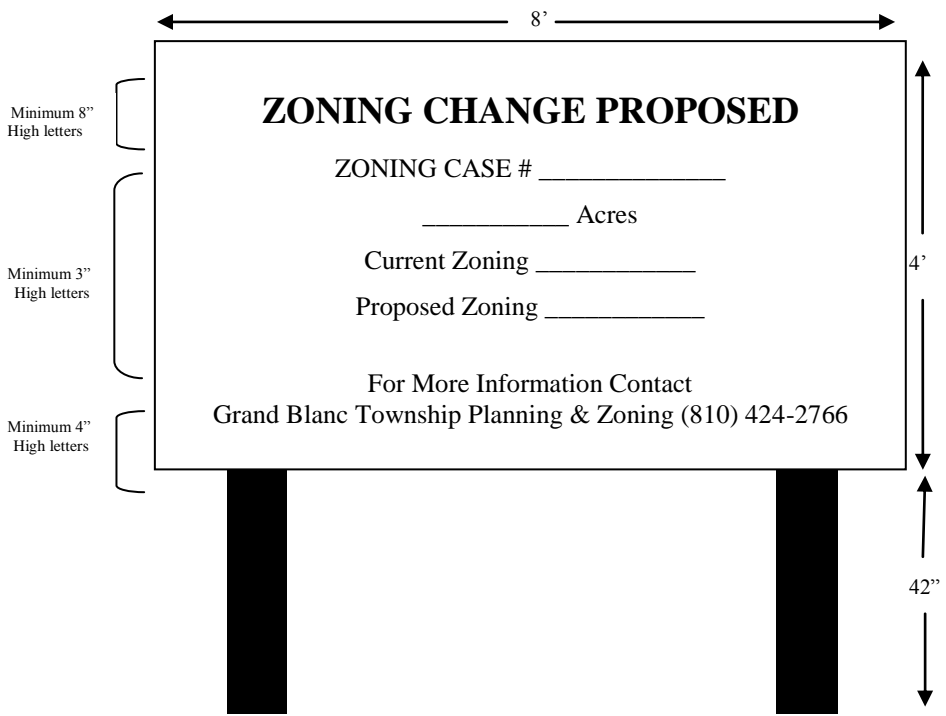 8’
Minimum 8”
High letters
ZONING CHANGE PROPOSED
ZONING CASE # ______________
___________ Acres
Current Zoning ____________
Proposed Zoning ____________
Minimum 3”
High letters
4’
For More Information Contact
Grand Blanc Township Planning & Zoning (810) 424-2766
Minimum 4”
High letters
42”